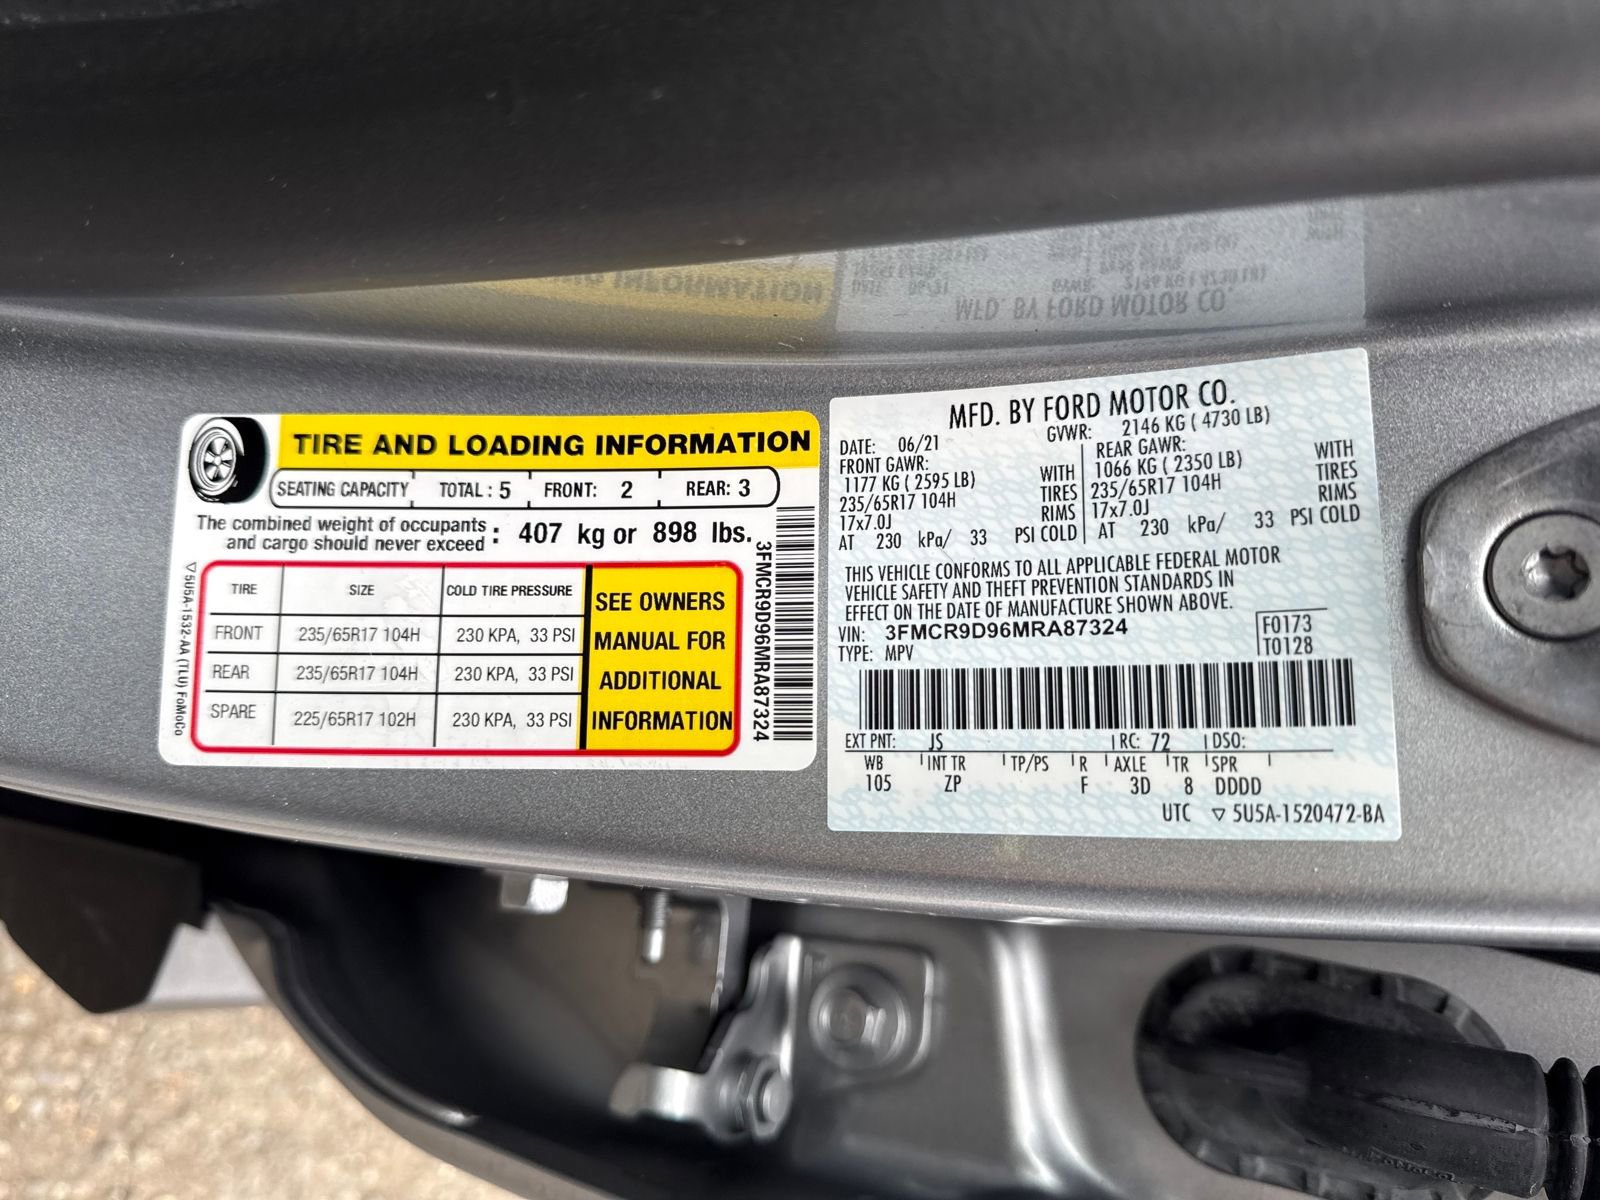 TIRE AND LOADING INFORMATION
SEATING CAPACITY TOTAL : 5 FRONT: 2 REAR: 3
The combined weight of occupants and cargo should never exceed : 407 kg or 898 lbs.
TIRE SIZE COLD TIRE PRESSURE
FRONT 235/65R17 104H 230 KPA, 33 PSI
REAR 235/65R17 104H 230 KPA, 33 PSI
SPARE 225/65R17 102H 230 KPA, 33 PSI
SEE OWNERS
MANUAL FOR
ADDITIONAL
INFORMATION
▽5U5A-1532-AA (TLU) FoMoCo
3FMCR9D96MRA87324
MFD. BY FORD MOTOR CO.
DATE: 06/21 GVWR: 2146 KG ( 4730 LB)
FRONT GAWR:
1177 KG ( 2595 LB) WITH
235/65R17 104H TIRES
17x7.0J RIMS
AT 230 kPa/ 33 PSI COLD
REAR GAWR:
1066 KG ( 2350 LB) WITH
235/65R17 104H TIRES
17x7.0J RIMS
AT 230 kPa/ 33 PSI COLD
THIS VEHICLE CONFORMS TO ALL APPLICABLE FEDERAL MOTOR
VEHICLE SAFETY AND THEFT PREVENTION STANDARDS IN
EFFECT ON THE DATE OF MANUFACTURE SHOWN ABOVE.
VIN: 3FMCR9D96MRA87324
TYPE: MPV
F0173
T0128
EXT PNT: JS RC: 72 DSO:
WB INT TR TP/PS R AXLE TR SPR
105 ZP F 3D 8 DDDD
UTC ▽ 5U5A-1520472-BA